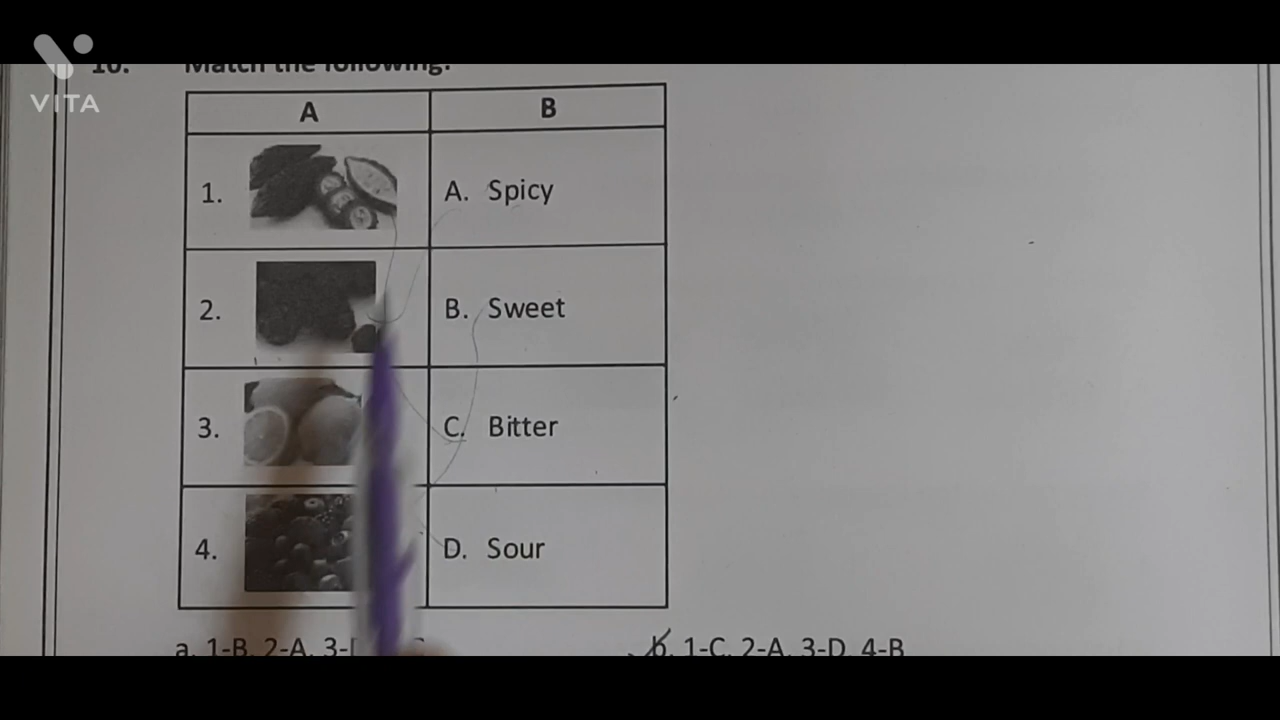 VITA
10. Match the following:
A B
1. A. Spicy
2. B. Sweet
3. C. Bitter
4. D. Sour
a. 1-B, 2-A, 3-
b. 1-C, 2-A, 3-D, 4-B